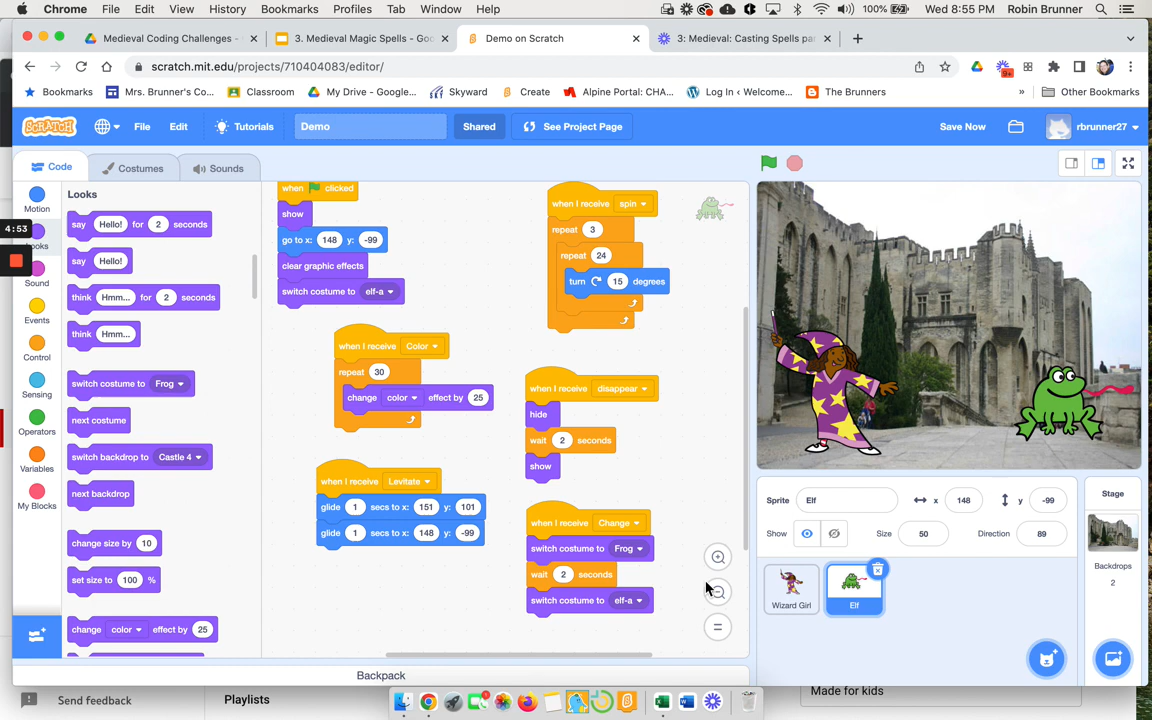 Chrome File Edit View History Bookmarks Profiles Tab Window Help 100% Wed 8:55 PM Robin Brunner
Medieval Coding Challenges - 3. Medieval Magic Spells - Goo Demo on Scratch 3: Medieval: Casting Spells pa
scratch.mit.edu/projects/710404083/editor/
Bookmarks Mrs. Brunner's Co... Classroom My Drive - Google... Skyward Create Alpine Portal: CHA... Log In ‹ Welcome... The Brunners » Other Bookmarks
SCRATCH File Edit Tutorials Demo Shared See Project Page Save Now rbrunner27
Code Costumes Sounds
Motion
4:53
Looks
Sound
Events
Control
Sensing
Operators
Variables
My Blocks
Looks
say Hello! for 2 seconds
say Hello!
think Hmm... for 2 seconds
think Hmm...
switch costume to Frog
next costume
switch backdrop to Castle 4
next backdrop
change size by 10
set size to 100 %
change color effect by 25
when clicked
show
go to x: 148 y: -99
clear graphic effects
switch costume to elf-a
when I receive Color
repeat 30
change color effect by 25
when I receive Levitate
glide 1 secs to x: 151 y: 101
glide 1 secs to x: 148 y: -99
when I receive spin
repeat 3
repeat 24
turn 15 degrees
when I receive disappear
hide
wait 2 seconds
show
when I receive Change
switch costume to Frog
wait 2 seconds
switch costume to elf-a
Sprite Elf x 148 y -99
Show Size 50 Direction 89
Wizard Girl Elf
Stage
Backdrops
2
Backpack
Send feedback Playlists Made for kids